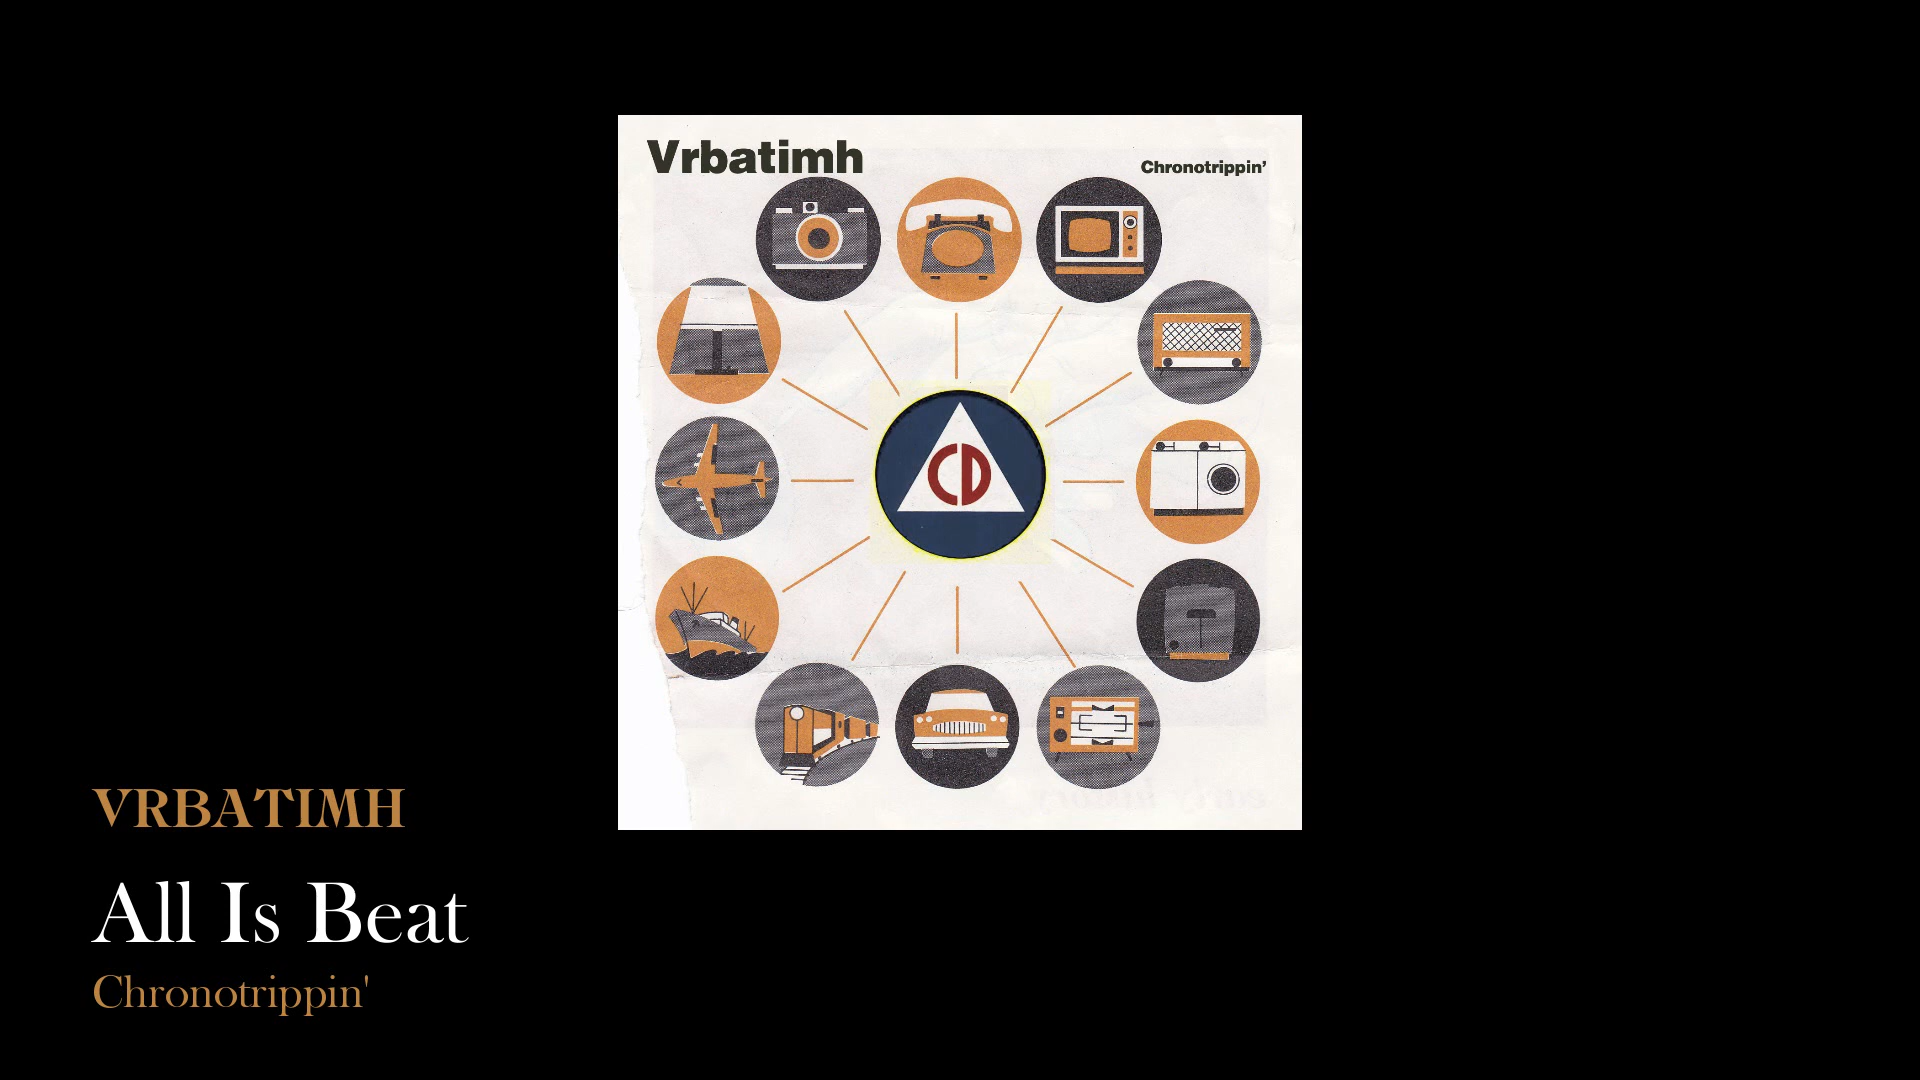 Vrbatimh
Chronotrippin’
CD
VRBATIMH
All Is Beat
Chronotrippin'